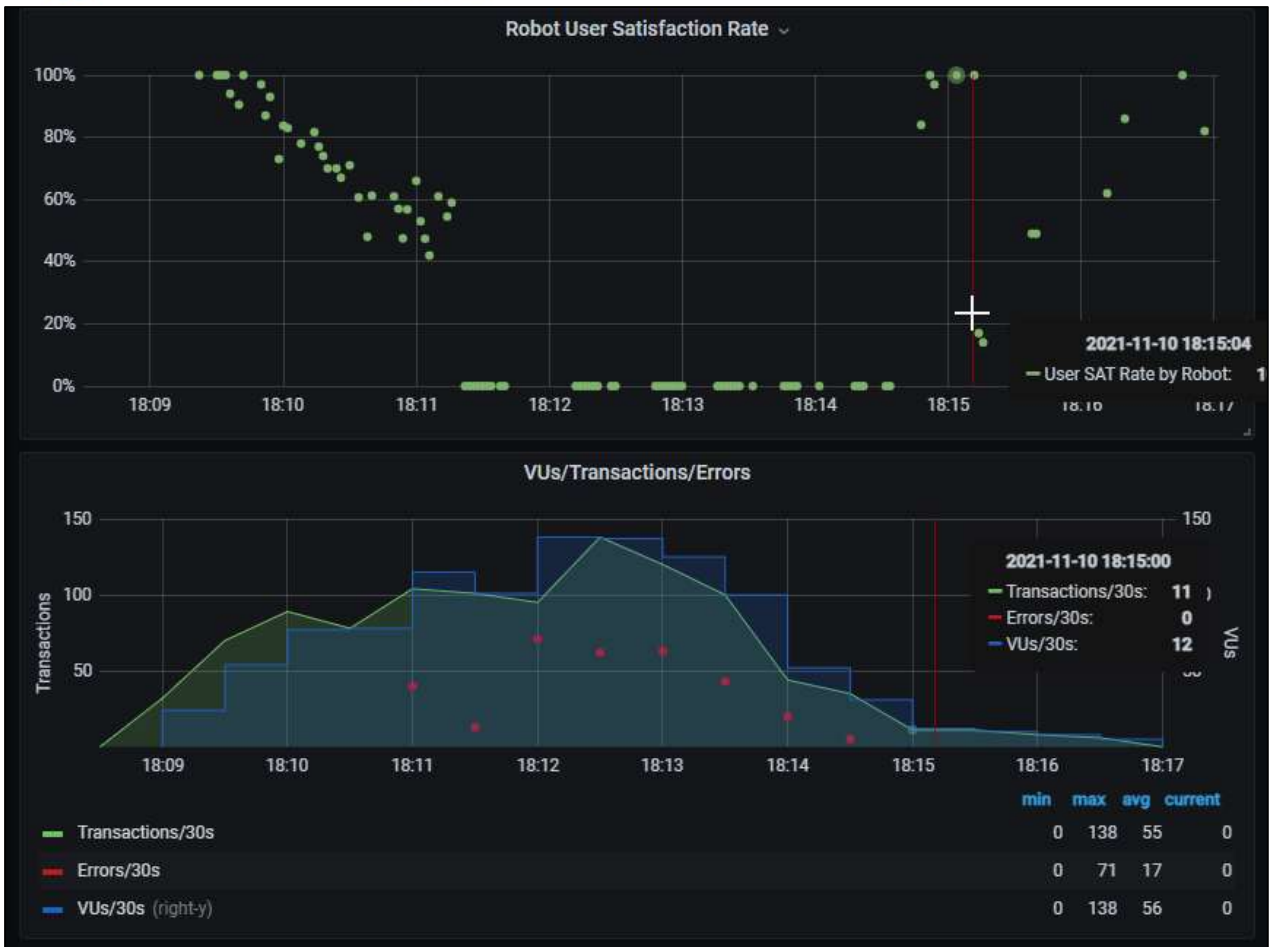 Robot User Satisfaction Rate
100%
80%
60%
40%
20%
0%
2021-11-10 18:15:04
User SAT Rate by Robot: 1
18:09 18:10 18:11 18:12 18:13 18:14 18:15 18:16 18:17
VUs/Transactions/Errors
150 150
100
50
Transactions
VUs
2021-11-10 18:15:00
Transactions/30s: 11
Errors/30s: 0
VUs/30s: 12
18:09 18:10 18:11 18:12 18:13 18:14 18:15 18:16 18:17
min max avg current
Transactions/30s 0 138 55 0
Errors/30s 0 71 17 0
VUs/30s (right-y) 0 138 56 0